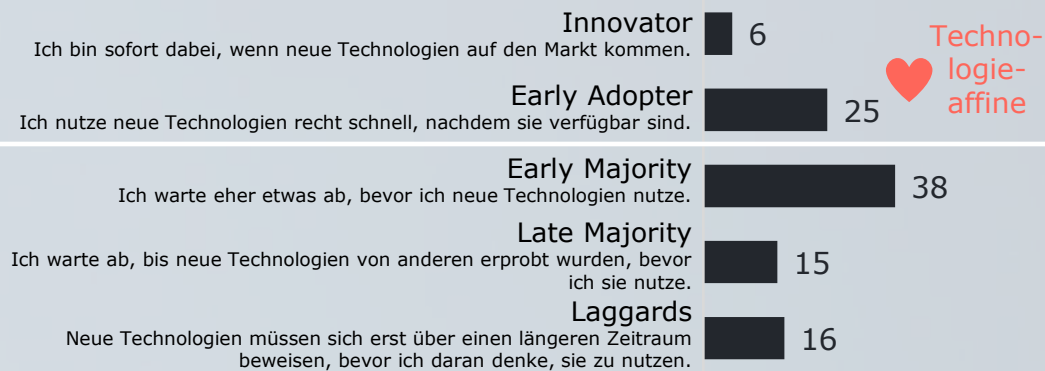 Innovator
Ich bin sofort dabei, wenn neue Technologien auf den Markt kommen.
6
Techno-
logie-
affine
Early Adopter
Ich nutze neue Technologien recht schnell, nachdem sie verfügbar sind.
25
Early Majority
Ich warte eher etwas ab, bevor ich neue Technologien nutze.
38
Late Majority
Ich warte ab, bis neue Technologien von anderen erprobt wurden, bevor
ich sie nutze.
15
Laggards
Neue Technologien müssen sich erst über einen längeren Zeitraum
beweisen, bevor ich daran denke, sie zu nutzen.
16